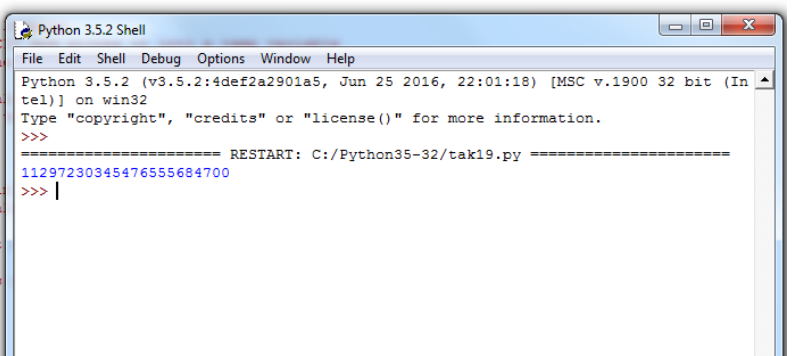 Python 3.5.2 Shell
File Edit Shell Debug Options Window Help
Python 3.5.2 (v3.5.2:4def2a2901a5, Jun 25 2016, 22:01:18) [MSC v.1900 32 bit (In
tel)] on win32
Type "copyright", "credits" or "license()" for more information.
>>>
====================== RESTART: C:/Python35-32/tak19.py ======================
11297230345476555684700
>>>